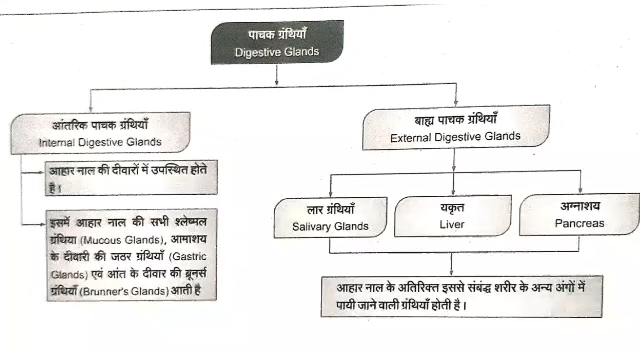 पाचक ग्रंथियाँ
Digestive Glands
आंतरिक पाचक ग्रंथियाँ
Internal Digestive Glands
आहार नाल की दीवारों में उपस्थित होते
है।
इसमें आहार नाल की सभी श्लेष्मल
ग्रंथिया (Mucous Glands), आमाशय
के दीवारी की जठर ग्रंथियाँ (Gastric
Glands) एवं आंत के दीवार की ब्रूनर्स
ग्रंथियाँ (Brunner's Glands) आती है
बाह्य पाचक ग्रंथियाँ
External Digestive Glands
लार ग्रंथियाँ
Salivary Glands
यकृत
Liver
अग्नाशय
Pancreas
आहार नाल के अतिरिक्त इससे संबंद्ध शरीर के अन्य अंगों में
पायी जाने वाली ग्रंथियाँ होती है।